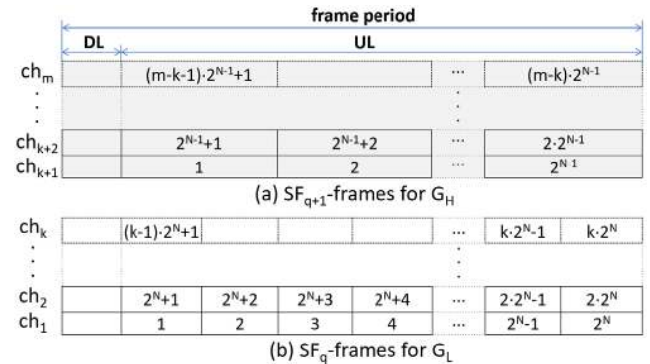 frame period
DL UL
ch_m (m-k-1)·2^{N-1}+1 ... (m-k)·2^{N-1}
ch_{k+2} 2^{N-1}+1 2^{N-1}+2 ... 2·2^{N-1}
ch_{k+1} 1 2 ... 2^{N-1}
(a) SF_{q+1}-frames for G_H
ch_k (k-1)·2^N+1 ... k·2^N-1 k·2^N
ch_2 2^N+1 2^N+2 2^N+3 2^N+4 ... 2·2^N-1 2·2^N
ch_1 1 2 3 4 ... 2^N-1 2^N
(b) SF_q-frames for G_L